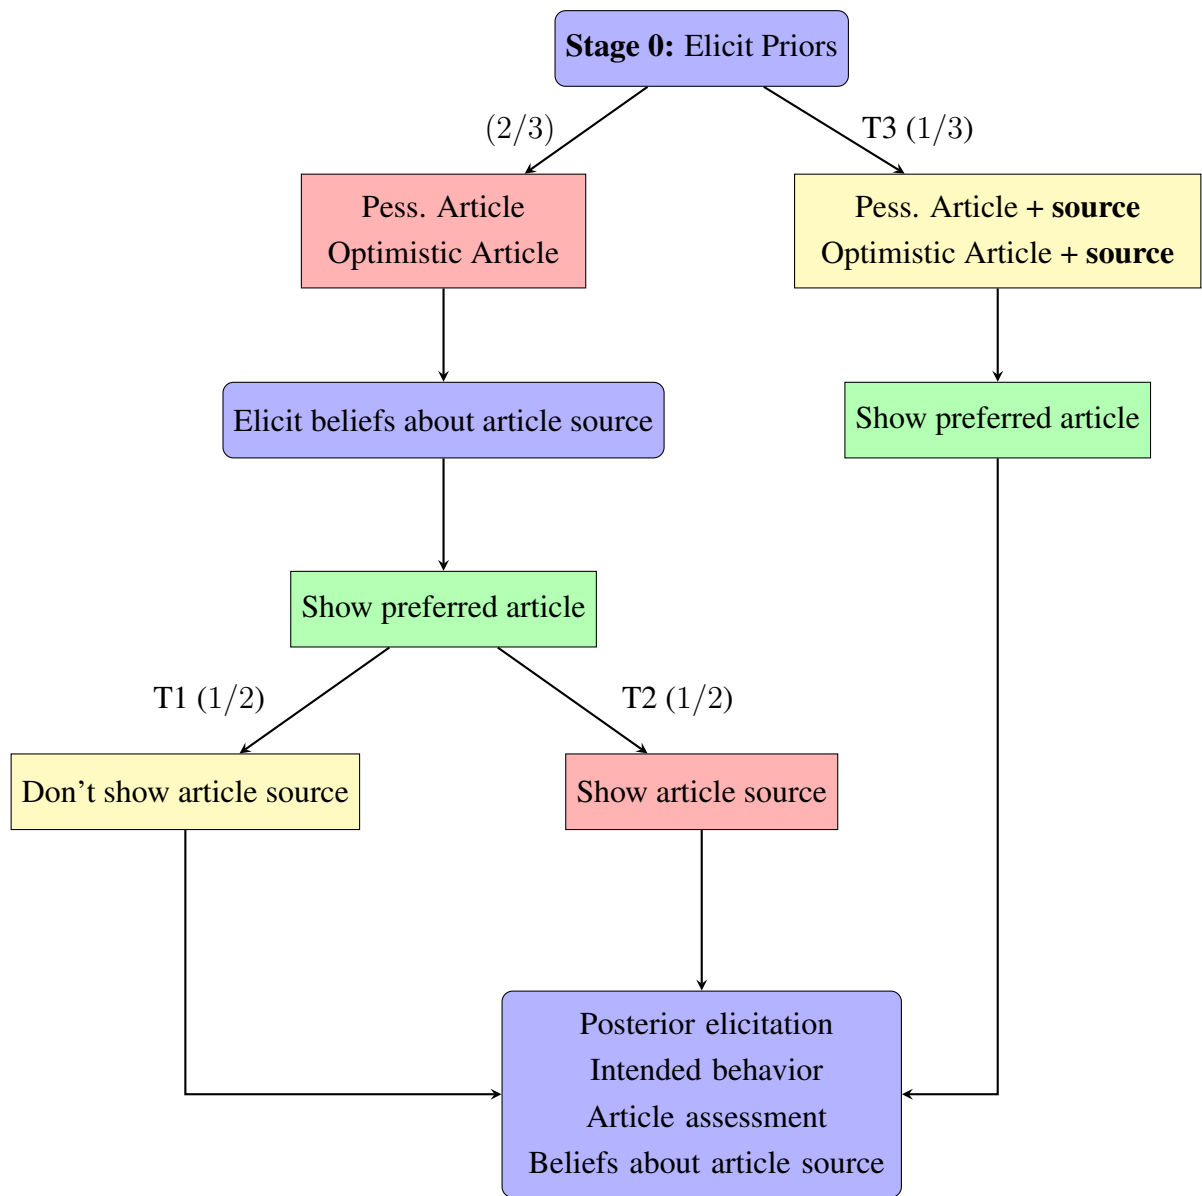 Stage 0: Elicit Priors
(2/3)
T3 (1/3)
Pess. Article
Optimistic Article
Pess. Article + source
Optimistic Article + source
Elicit beliefs about article source
Show preferred article
Show preferred article
T1 (1/2)
T2 (1/2)
Don't show article source
Show article source
Posterior elicitation
Intended behavior
Article assessment
Beliefs about article source